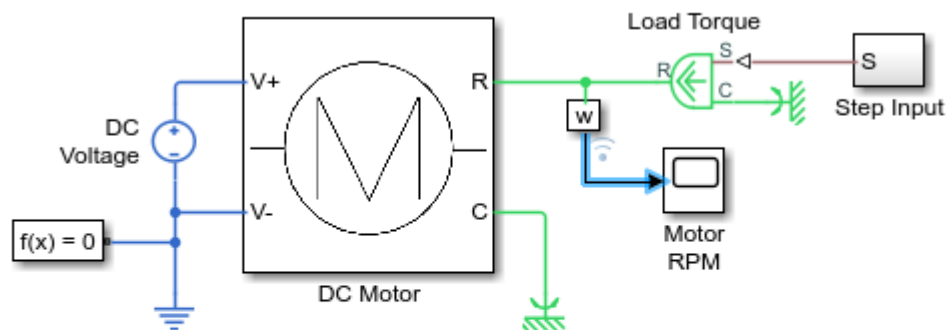 Load Torque
S
R
C
S
Step Input
V+
R
DC
Voltage
w
V-
C
f(x) = 0
Motor
RPM
DC Motor